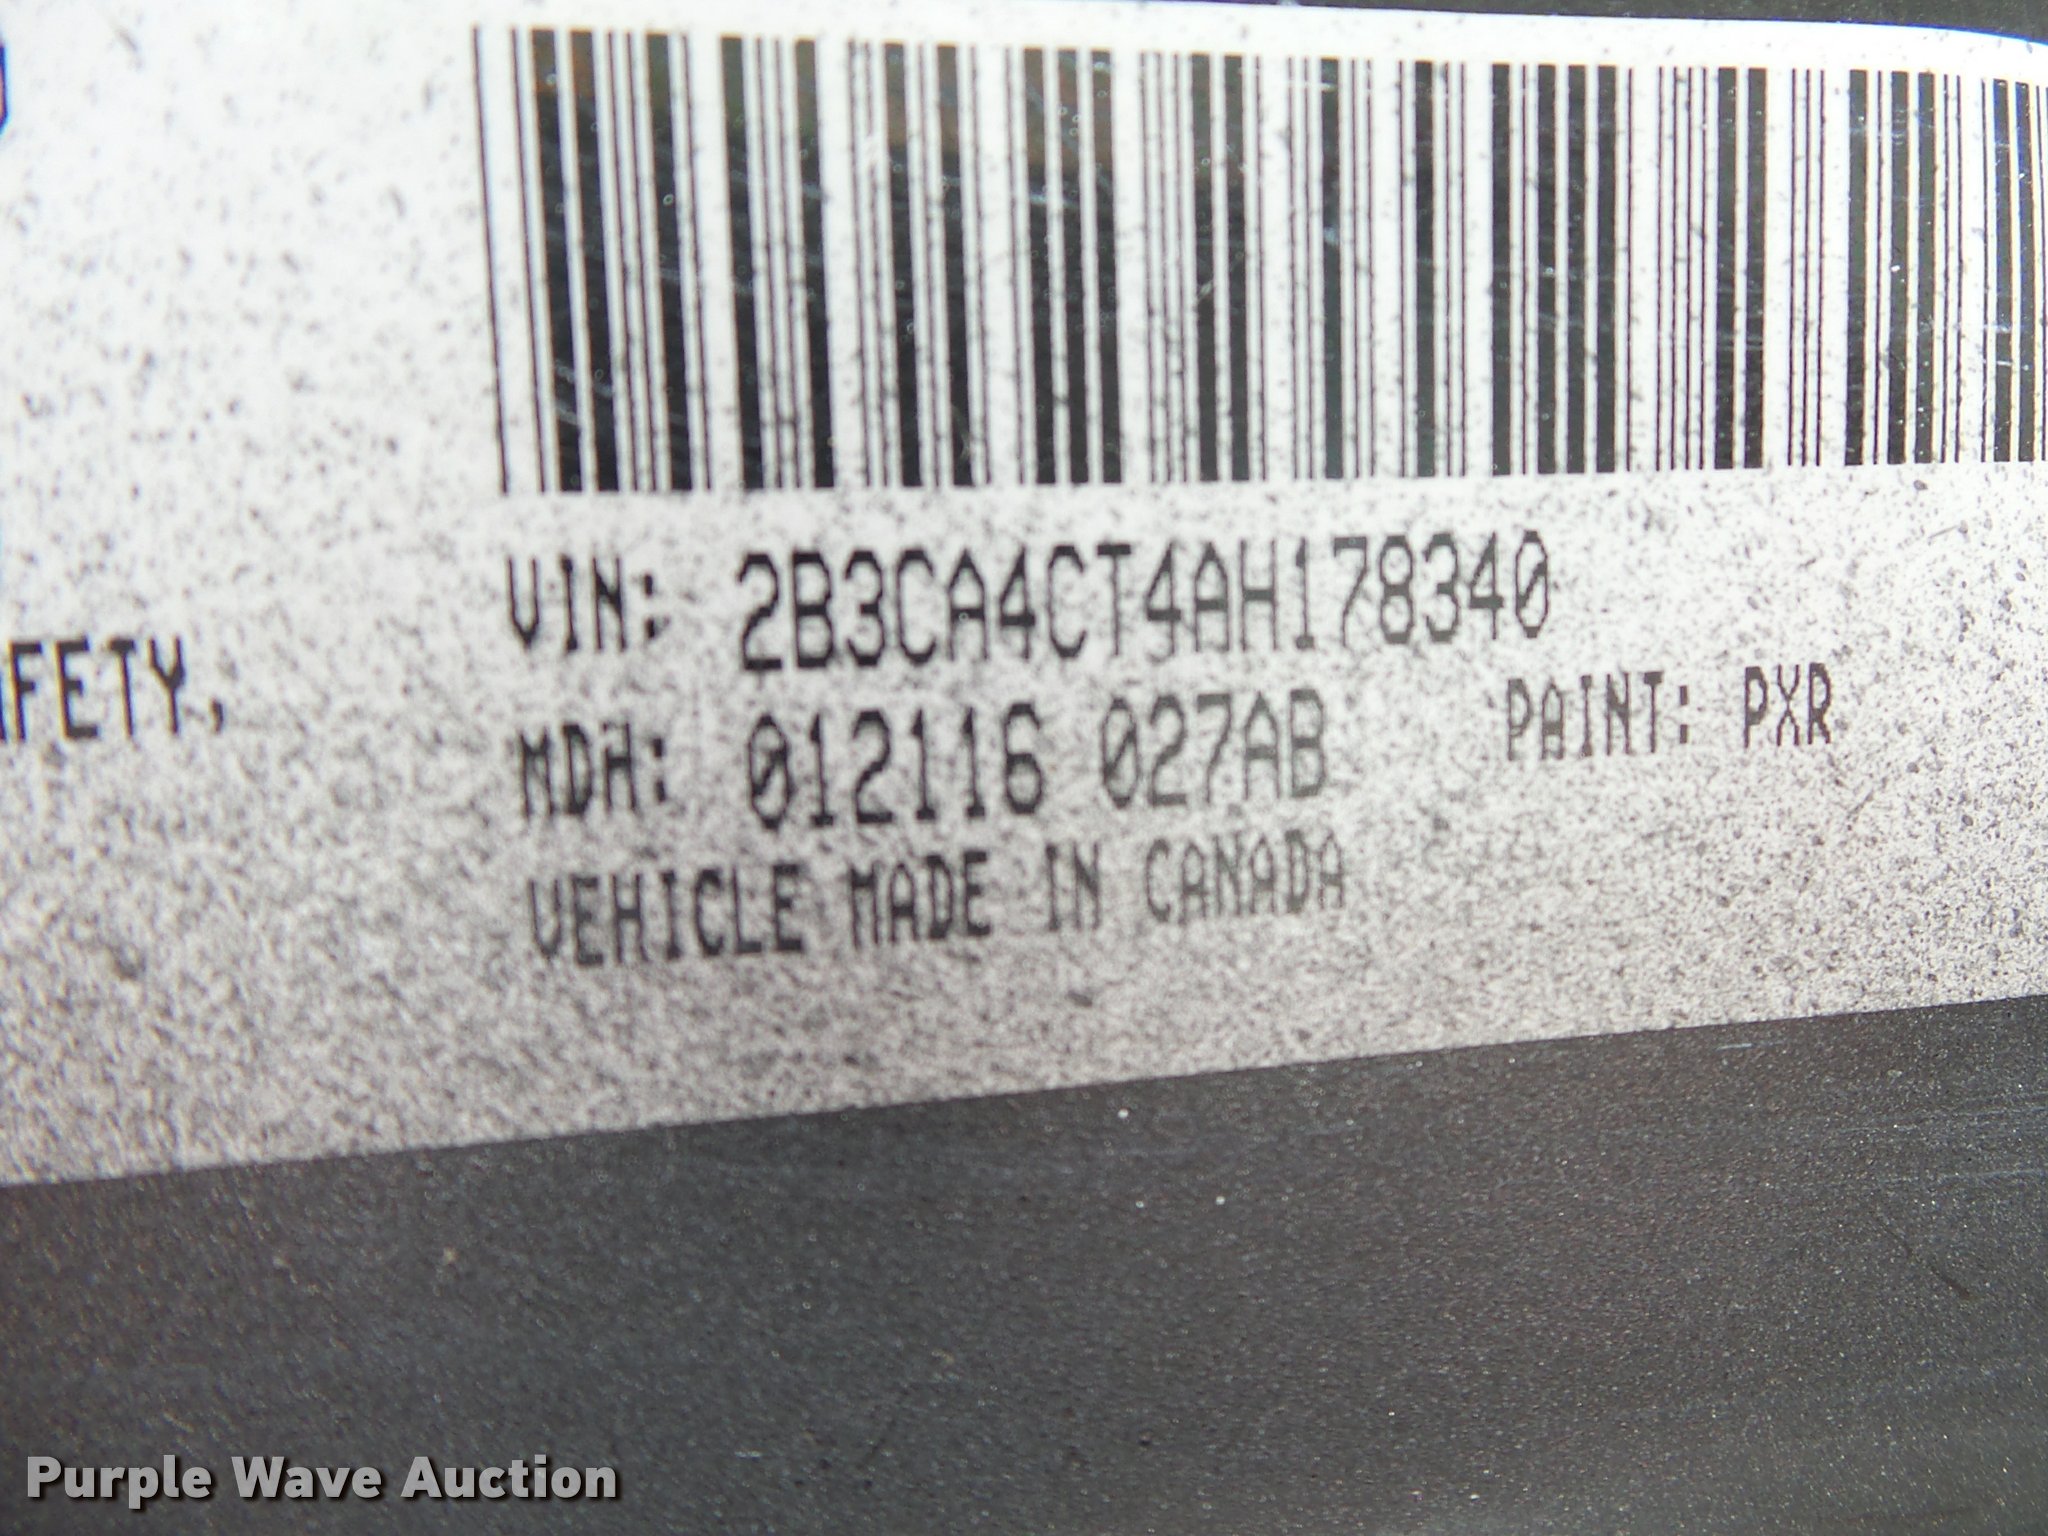 VIN: 2B3CA4CT4AH178340
MDH: 012116 027AB PAINT: PXR
AFETY,
VEHICLE MADE IN CANADA
Purple Wave Auction